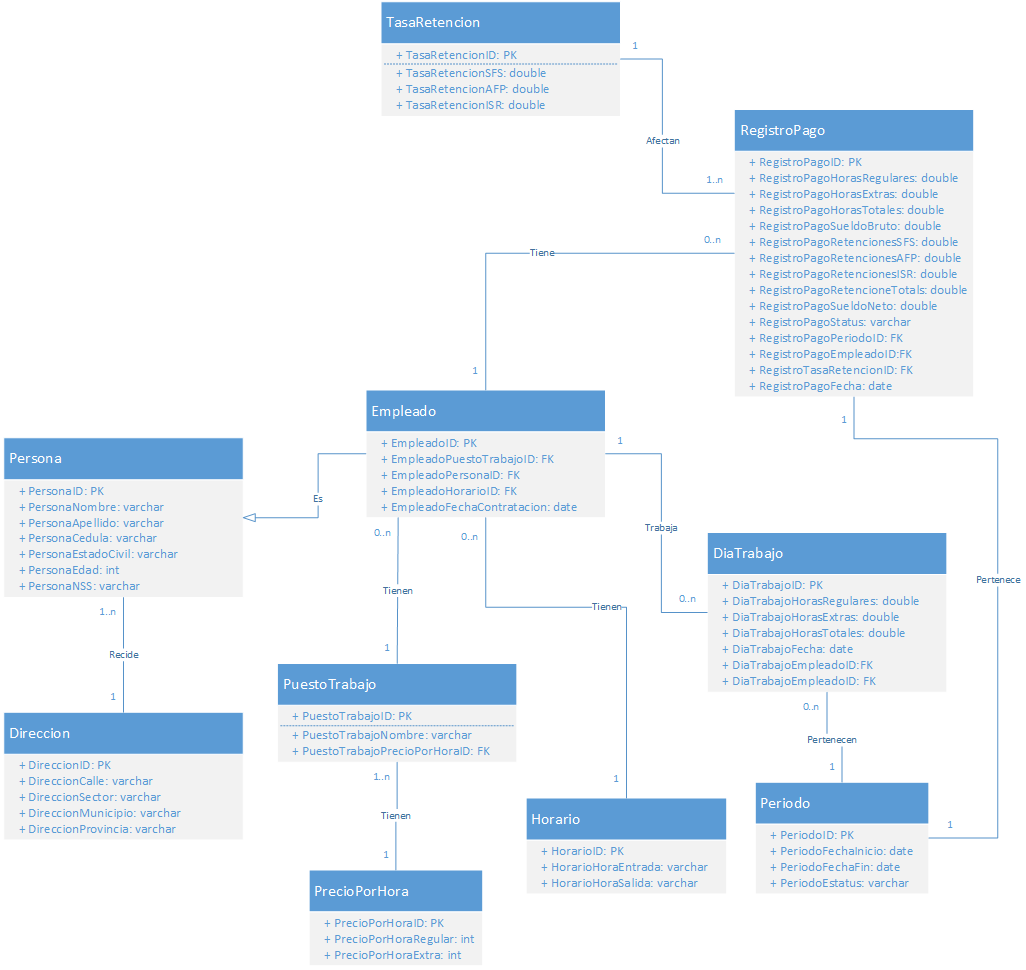 TasaRetencion
+ TasaRetencionID: PK
+ TasaRetencionSFS: double
+ TasaRetencionAFP: double
+ TasaRetencionISR: double
1
Afectan
1..n
RegistroPago
+ RegistroPagoID: PK
+ RegistroPagoHorasRegulares: double
+ RegistroPagoHorasExtras: double
+ RegistroPagoHorasTotales: double
+ RegistroPagoSueldoBruto: double
+ RegistroPagoRetencionesSFS: double
+ RegistroPagoRetencionesAFP: double
+ RegistroPagoRetencionesISR: double
+ RegistroPagoRetencioneTotals: double
+ RegistroPagoSueldoNeto: double
+ RegistroPagoStatus: varchar
+ RegistroPagoPeriodoID: FK
+ RegistroPagoEmpleadoID:FK
+ RegistroTasaRetencionID: FK
+ RegistroPagoFecha: date
0..n
Tiene
1
Empleado
+ EmpleadoID: PK
+ EmpleadoPuestoTrabajoID: FK
+ EmpleadoPersonaID: FK
+ EmpleadoHorarioID: FK
+ EmpleadoFechaContratacion: date
Persona
+ PersonaID: PK
+ PersonaNombre: varchar
+ PersonaApellido: varchar
+ PersonaCedula: varchar
+ PersonaEstadoCivil: varchar
+ PersonaEdad: int
+ PersonaNSS: varchar
Es
1..n
Recide
1
Direccion
+ DireccionID: PK
+ DireccionCalle: varchar
+ DireccionSector: varchar
+ DireccionMunicipio: varchar
+ DireccionProvincia: varchar
0..n
Tienen
1
PuestoTrabajo
+ PuestoTrabajoID: PK
+ PuestoTrabajoNombre: varchar
+ PuestoTrabajoPrecioPorHoraID: FK
1..n
Tienen
1
PrecioPorHora
+ PrecioPorHoraID: PK
+ PrecioPorHoraRegular: int
+ PrecioPorHoraExtra: int
0..n
Tienen
1
Horario
+ HorarioID: PK
+ HorarioHoraEntrada: varchar
+ HorarioHoraSalida: varchar
1
Trabaja
0..n
DiaTrabajo
+ DiaTrabajoID: PK
+ DiaTrabajoHorasRegulares: double
+ DiaTrabajoHorasExtras: double
+ DiaTrabajoHorasTotales: double
+ DiaTrabajoFecha: date
+ DiaTrabajoEmpleadoID:FK
+ DiaTrabajoEmpleadoID: FK
0..n
Pertenecen
1
Periodo
+ PeriodoID: PK
+ PeriodoFechaInicio: date
+ PeriodoFechaFin: date
+ PeriodoEstatus: varchar
1
Pertenece
1